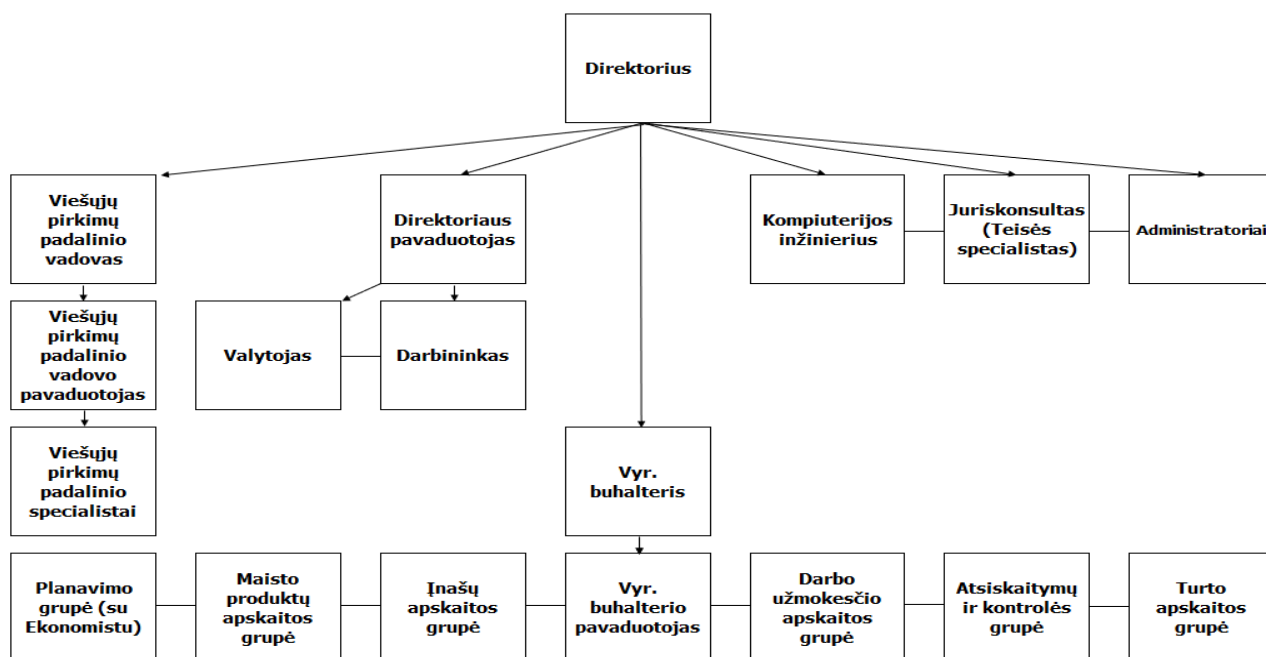 Direktorius
Viešųjų
pirkimų
padalinio
vadovas
Direktoriaus
pavaduotojas
Kompiuterijos
inžinierius
Juriskonsultas
(Teisės
specialistas)
Administratoriai
Viešųjų
pirkimų
padalinio
vadovo
pavaduotojas
Valytojas
Darbininkas
Viešųjų
pirkimų
padalinio
specialistai
Vyr.
buhalteris
Planavimo
grupė (su
Ekonomistu)
Maisto
produktų
apskaitos
grupė
Įnašų
apskaitos
grupė
Vyr.
buhalterio
pavaduotojas
Darbo
užmokesčio
apskaitos
grupė
Atsiskaitymų
ir kontrolės
grupė
Turto
apskaitos
grupė